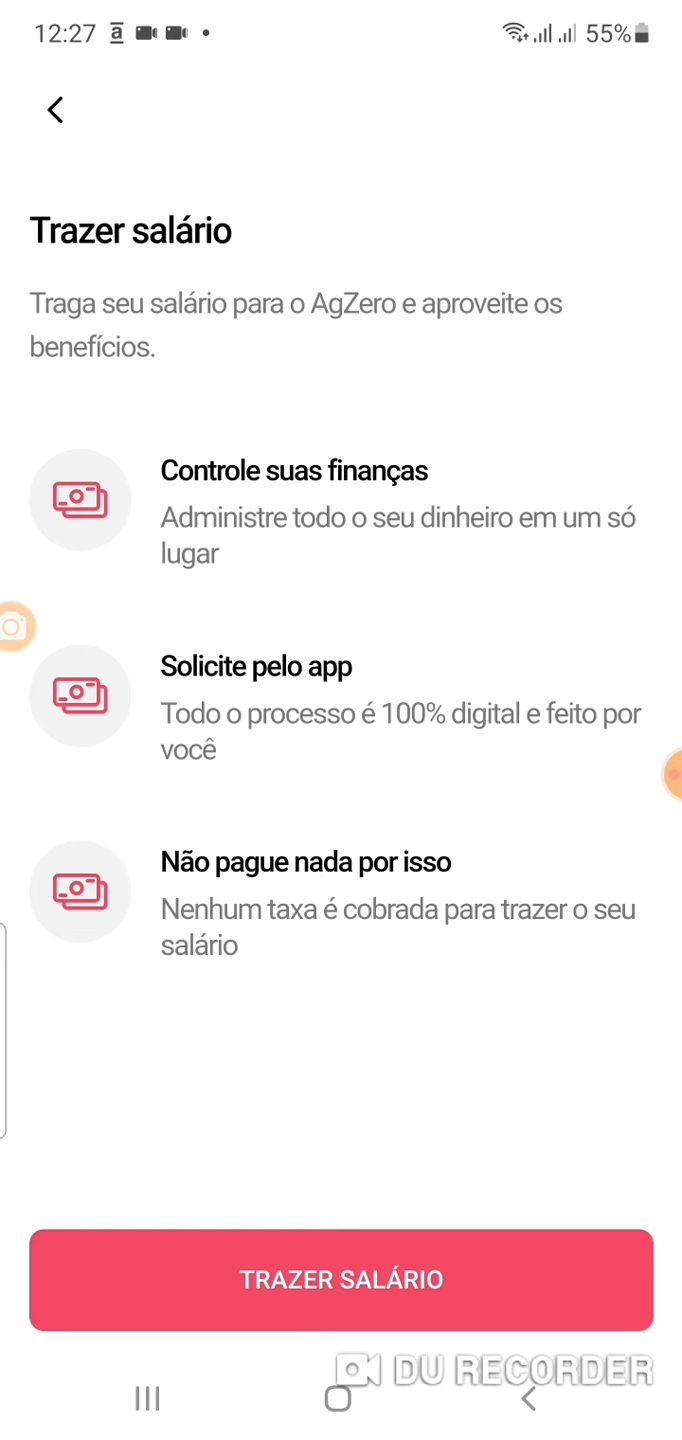 12:27 a 55%
Trazer salário
Traga seu salário para o AgZero e aproveite os
benefícios.
Controle suas finanças
Administre todo o seu dinheiro em um só
lugar
Solicite pelo app
Todo o processo é 100% digital e feito por
você
Não pague nada por isso
Nenhum taxa é cobrada para trazer o seu
salário
TRAZER SALÁRIO
DU RECORDER